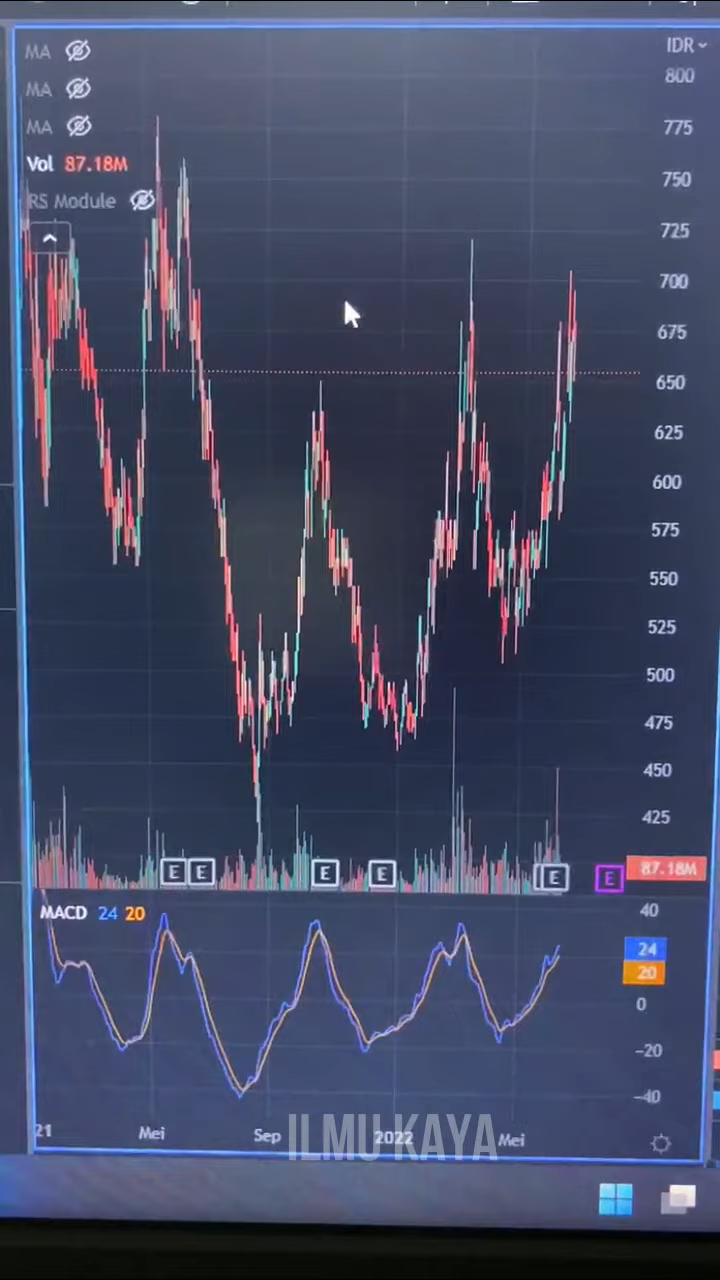 MA
IDR
800
MA
MA
775
Vol 87.18M
750
RS Module
725
700
675
650
625
600
575
550
525
500
475
450
425
E E E E E E
87.18M
MACD 24 20
40
24
20
0
−20
−40
21 Mei Sep 2022 Mei
ILMU KAYA